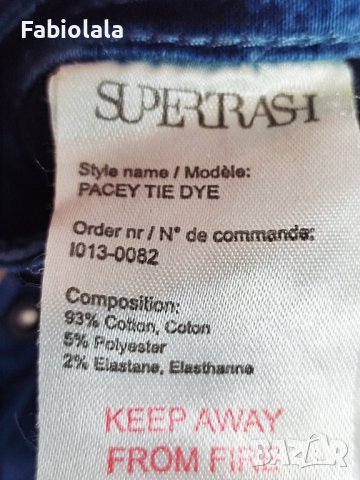 Fabiolala
SUPERTRASH
Style name / Modèle:
PACEY TIE DYE
Order nr / N° de commande:
I013-0082
Composition:
93% Cotton, Coton
5% Polyester
2% Elastane, Elasthanne
KEEP AWAY
FROM FIRE
BAZAR